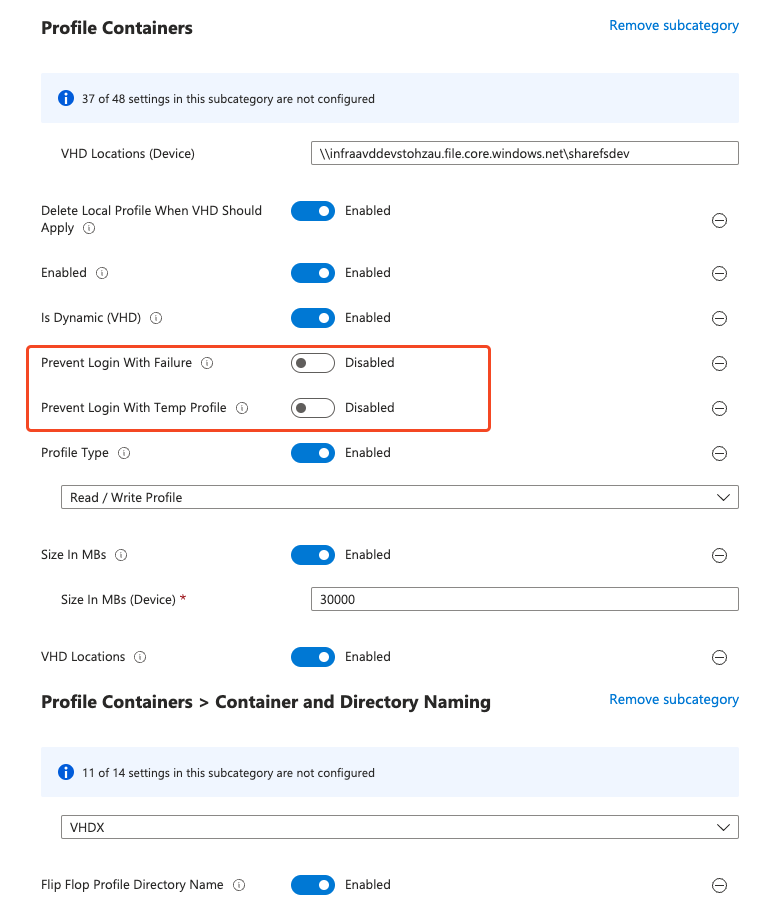 Profile Containers
Remove subcategory
37 of 48 settings in this subcategory are not configured
VHD Locations (Device)
\\infraavddevstohzau.file.core.windows.net\sharefsdev
Delete Local Profile When VHD Should
Apply
Enabled
Enabled
Enabled
Is Dynamic (VHD)
Enabled
Prevent Login With Failure
Disabled
Prevent Login With Temp Profile
Disabled
Profile Type
Enabled
Read / Write Profile
Size In MBs
Enabled
Size In MBs (Device) *
30000
VHD Locations
Enabled
Profile Containers > Container and Directory Naming
Remove subcategory
11 of 14 settings in this subcategory are not configured
VHDX
Flip Flop Profile Directory Name
Enabled